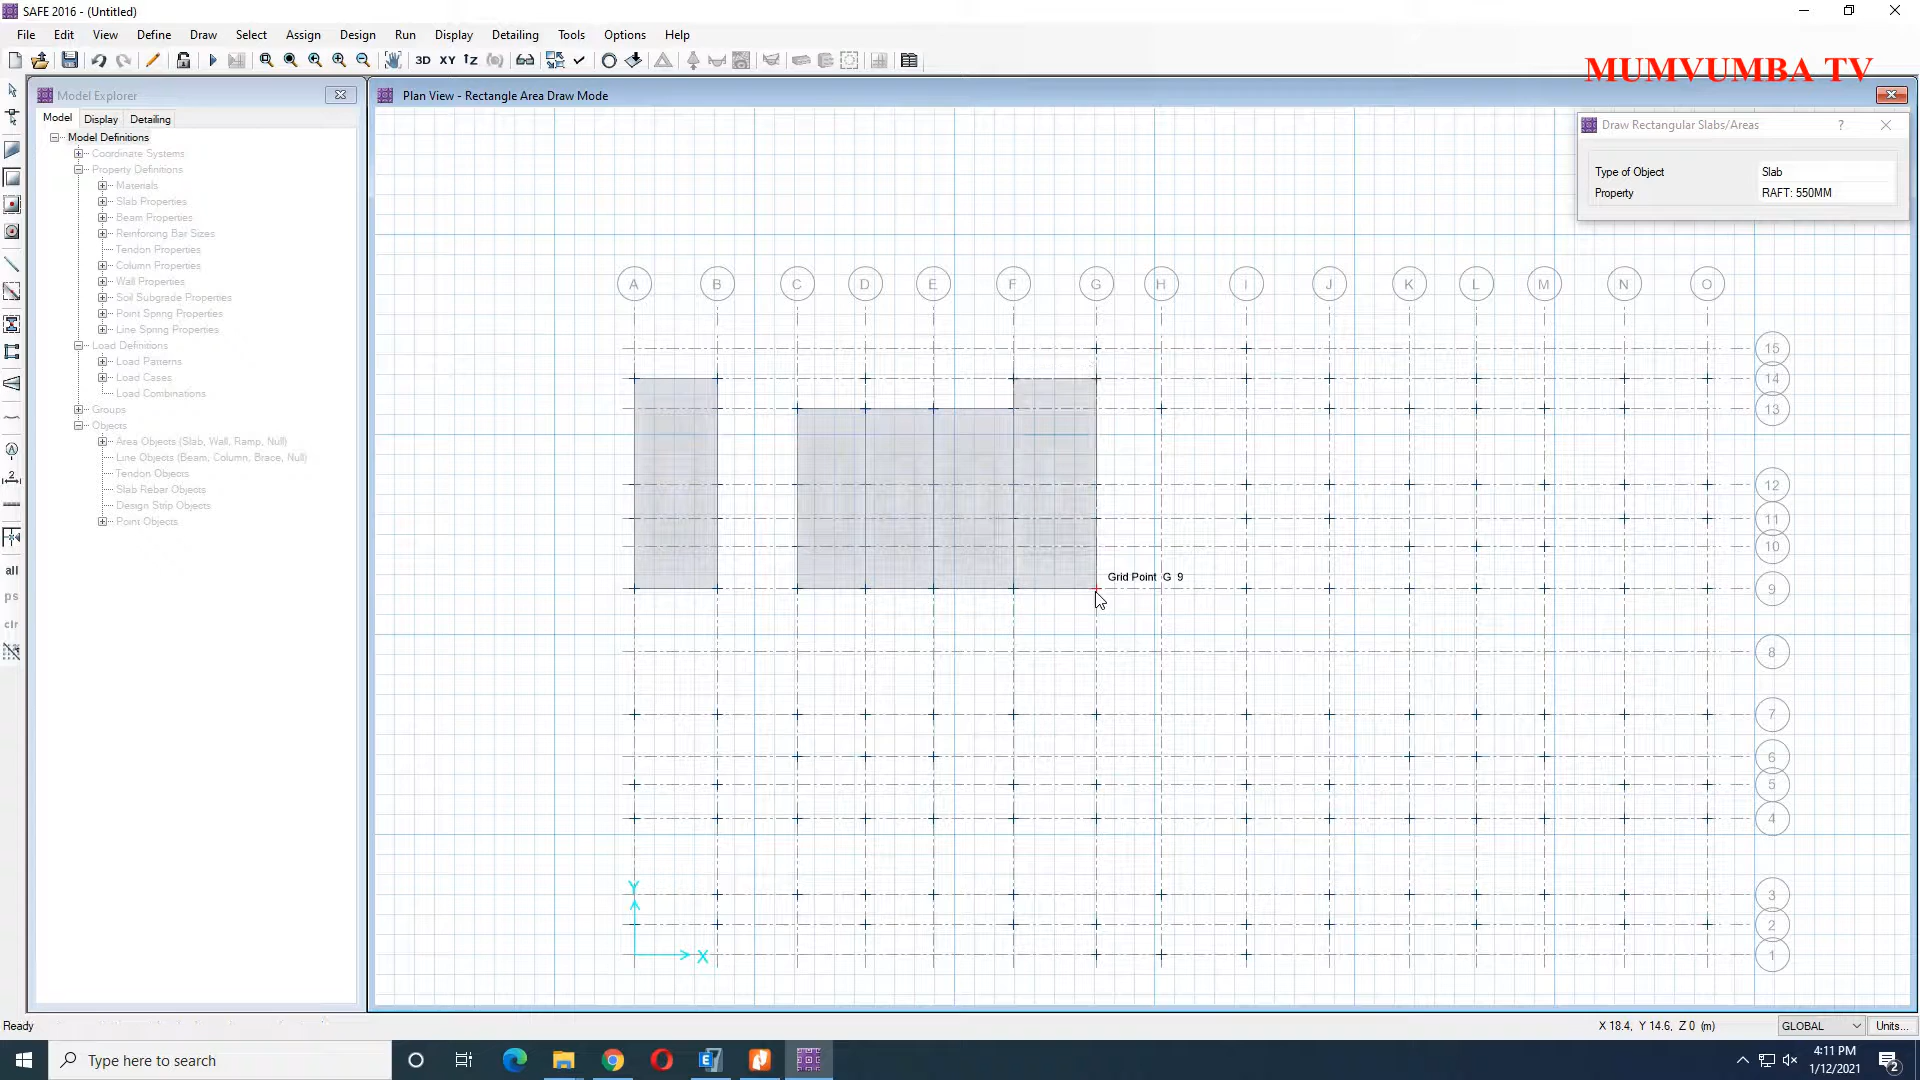 SAFE 2016 - (Untitled)
File Edit View Define Draw Select Assign Design Run Display Detailing Tools Options Help
3D XY
MUMVUMBA TV
Model Explorer
Model Display Detailing
Model Definitions
Coordinate Systems
Property Definitions
Materials
Slab Properties
Beam Properties
Reinforcing Bar Sizes
Tendon Properties
Column Properties
Wall Properties
Soil Subgrade Properties
Point Spring Properties
Line Spring Properties
Load Definitions
Load Patterns
Load Cases
Load Combinations
Groups
Objects
Area Objects (Slab, Wall, Ramp, Null)
Line Objects (Beam, Column, Brace, Null)
Tendon Objects
Slab Rebar Objects
Design Strip Objects
Point Objects
all
ps
clr
Plan View - Rectangle Area Draw Mode
Draw Rectangular Slabs/Areas ?
Type of Object Slab
Property RAFT: 550MM
A B C D E F G H I J K L M N O
15
14
13
12
11
10
Grid Point G 9
9
8
7
6
5
4
3
2
1
Y
X
Ready
X 18.4, Y 14.6, Z 0 (m)
GLOBAL
Units...
Type here to search
4:11 PM
1/12/2021
2